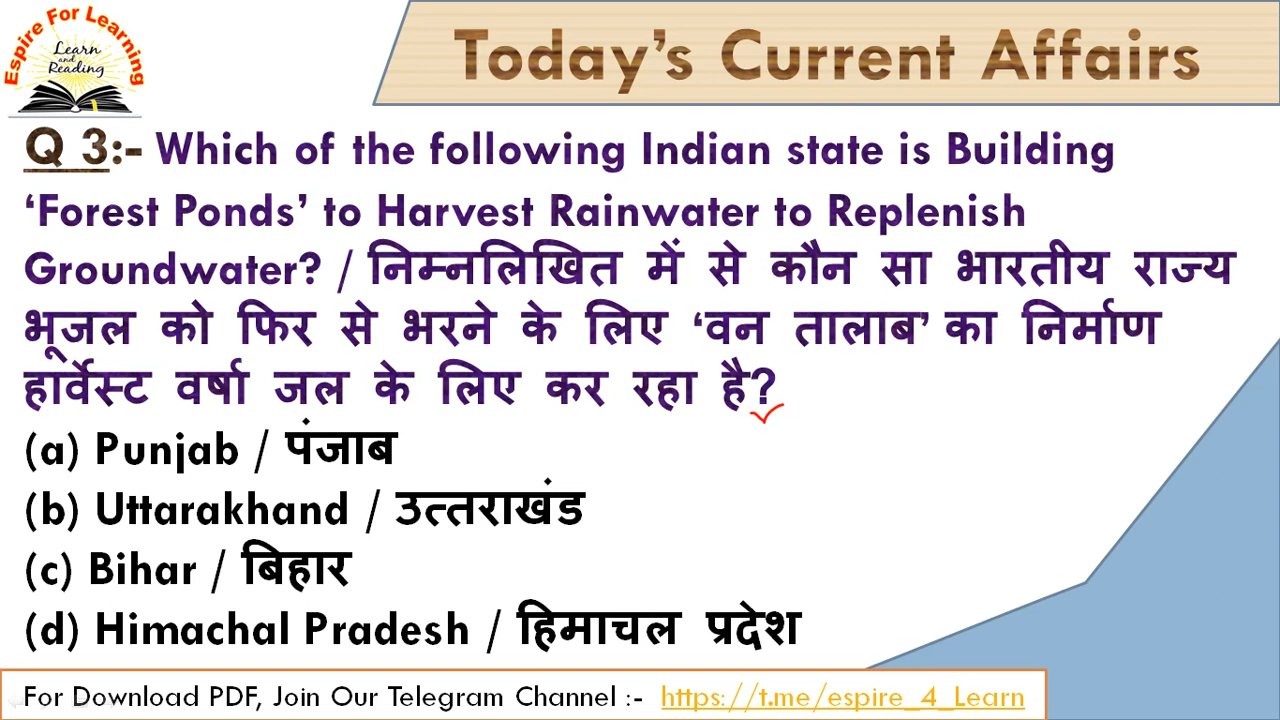 Espire For Learning
Learn
and
Reading
Today's Current Affairs
Q 3:- Which of the following Indian state is Building
‘Forest Ponds’ to Harvest Rainwater to Replenish
Groundwater? / निम्नलिखित में से कौन सा भारतीय राज्य
भूजल को फिर से भरने के लिए ‘वन तालाब’ का निर्माण
हार्वेस्ट वर्षा जल के लिए कर रहा है?
(a) Punjab / पंजाब
(b) Uttarakhand / उत्तराखंड
(c) Bihar / बिहार
(d) Himachal Pradesh / हिमाचल प्रदेश
For Download PDF, Join Our Telegram Channel :- https://t.me/espire_4_Learn